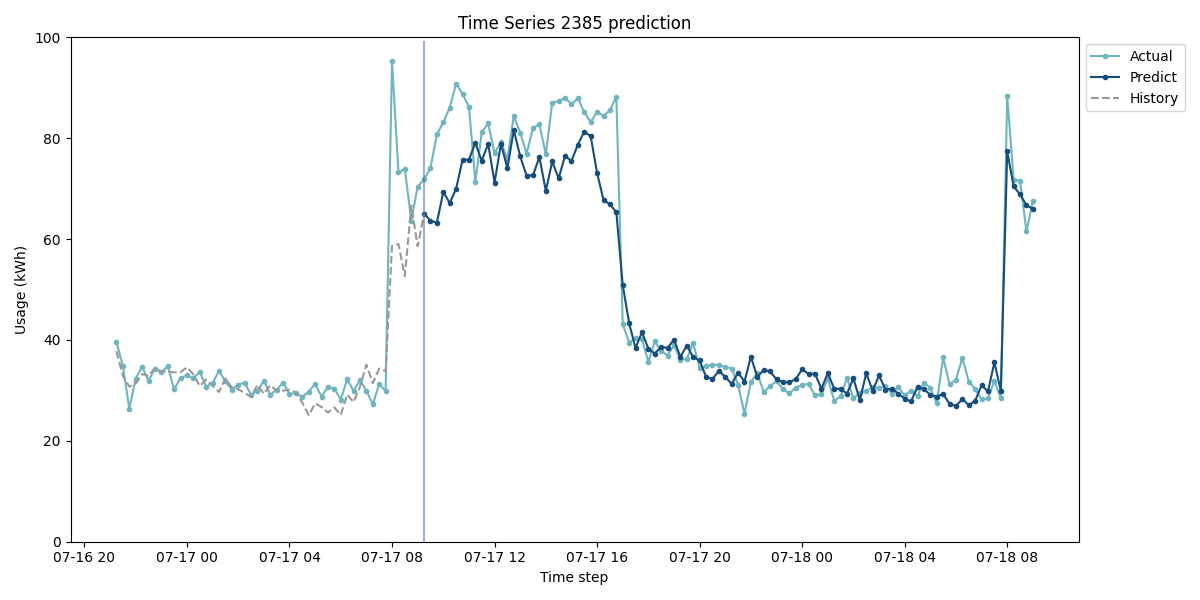 Time Series 2385 prediction
Usage (kWh)
100
80
60
40
20
0
07-16 20
07-17 00
07-17 04
07-17 08
07-17 12
07-17 16
07-17 20
07-18 00
07-18 04
07-18 08
Time step
Actual
Predict
History